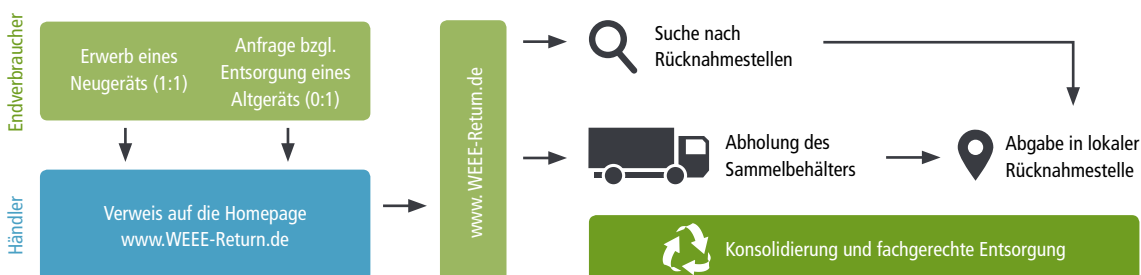 Endverbraucher
Erwerb eines
Neugeräts (1:1)
Anfrage bzgl.
Entsorgung eines
Altgeräts (0:1)
Händler
Verweis auf die Homepage
www.WEEE-Return.de
www. WEEE-Return.de
Suche nach
Rücknahmestellen
Abholung des
Sammelbehälters
Abgabe in lokaler
Rücknahmestelle
Konsolidierung und fachgerechte Entsorgung